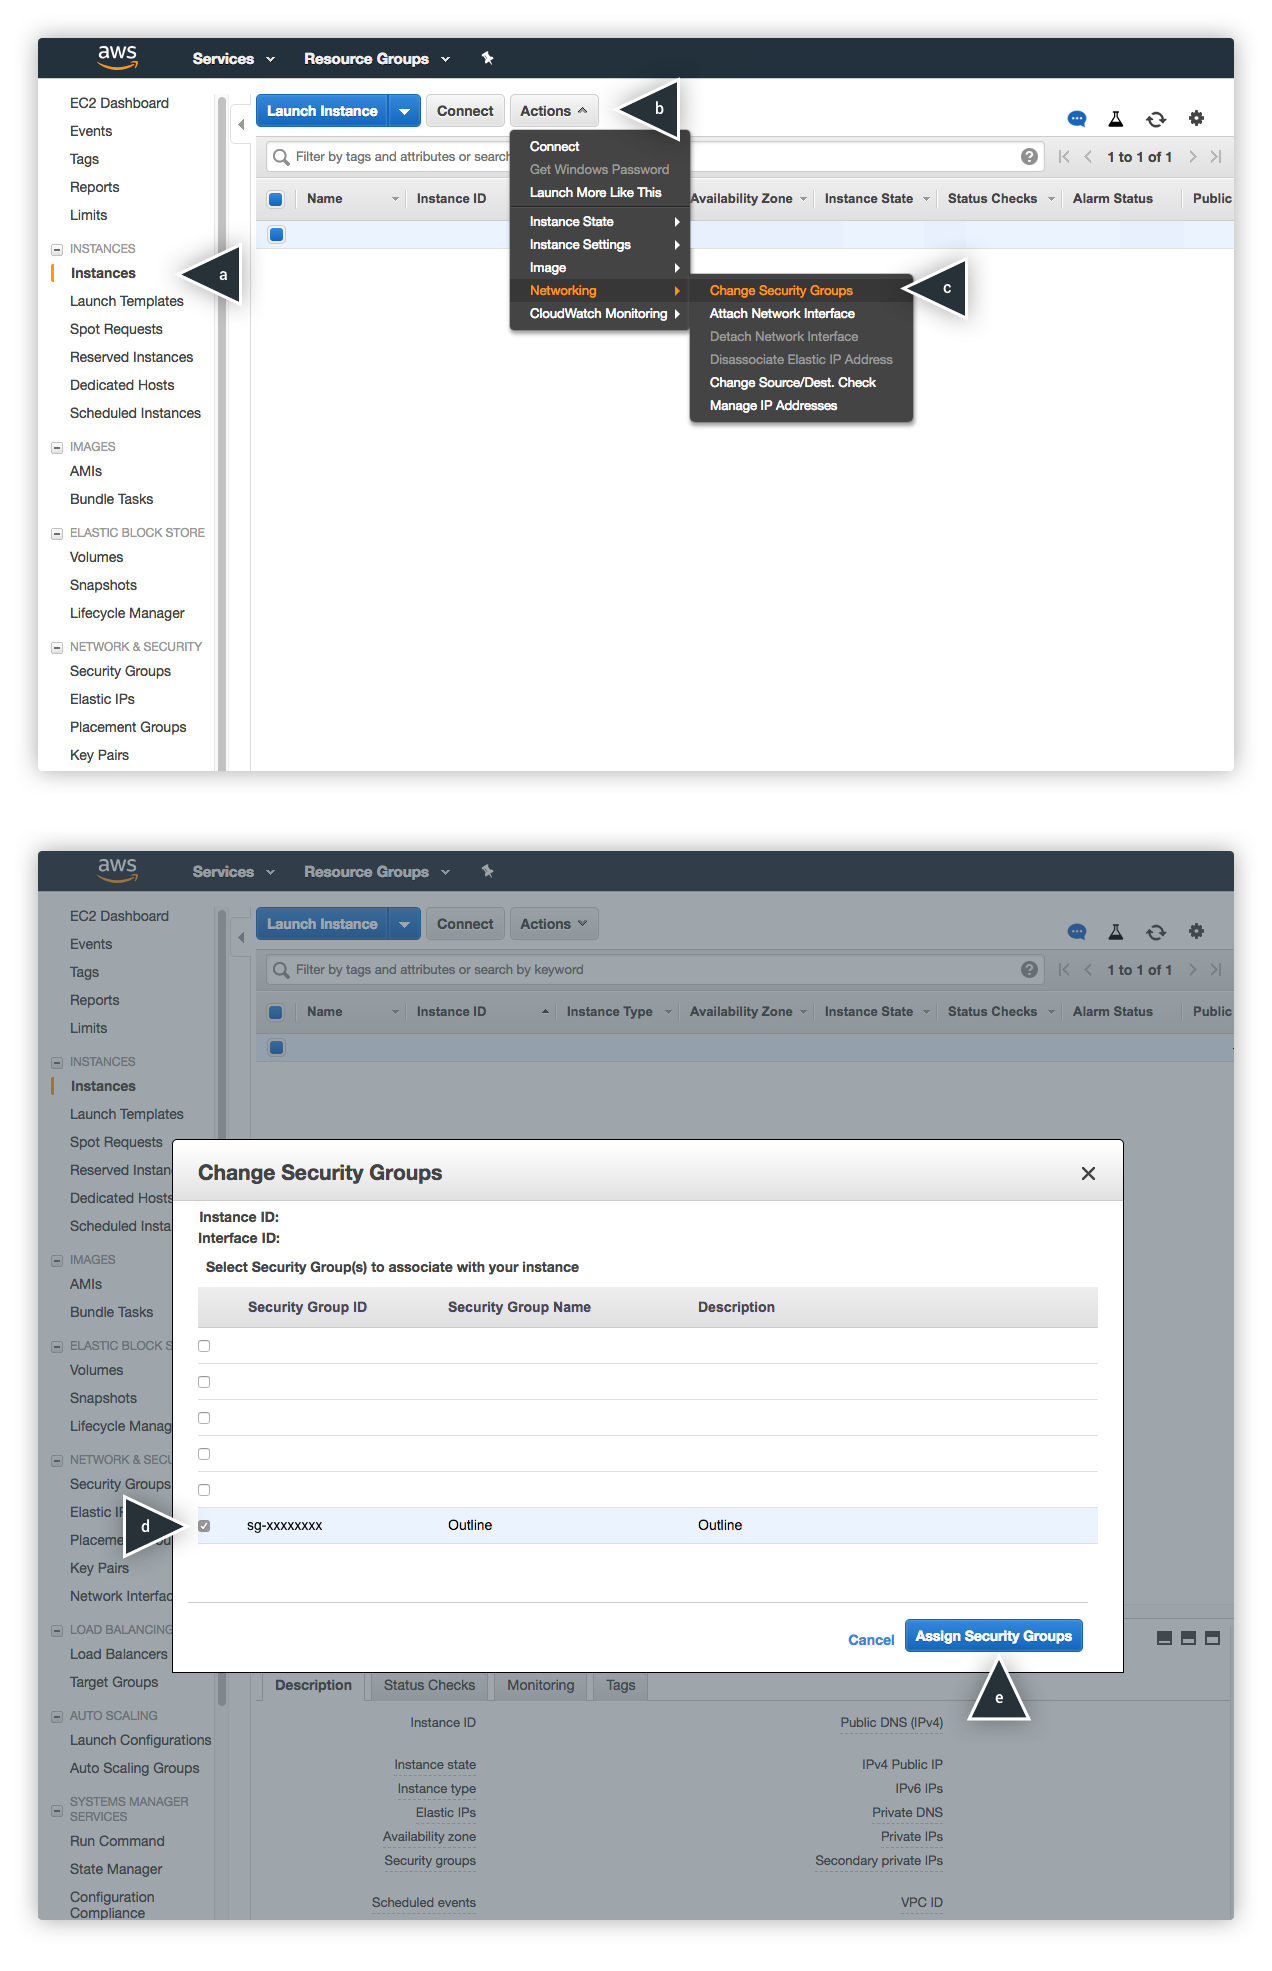 aws Services Resource Groups
EC2 Dashboard
Events
Tags
Reports
Limits
INSTANCES
Instances
a
Launch Templates
Spot Requests
Reserved Instances
Dedicated Hosts
Scheduled Instances
IMAGES
AMIs
Bundle Tasks
ELASTIC BLOCK STORE
Volumes
Snapshots
Lifecycle Manager
NETWORK & SECURITY
Security Groups
Elastic IPs
Placement Groups
Key Pairs
Launch Instance Connect Actions
b
Filter by tags and attributes or search
? 1 to 1 of 1
Name Instance ID Availability Zone Instance State Status Checks Alarm Status Public
Connect
Get Windows Password
Launch More Like This
Instance State
Instance Settings
Image
Networking
CloudWatch Monitoring
Change Security Groups
c
Attach Network Interface
Detach Network Interface
Disassociate Elastic IP Address
Change Source/Dest. Check
Manage IP Addresses
aws Services Resource Groups
EC2 Dashboard
Events
Tags
Reports
Limits
INSTANCES
Instances
Launch Templates
Spot Requests
Reserved Instan
Dedicated Hosts
Scheduled Insta
IMAGES
AMIs
Bundle Tasks
ELASTIC BLOCK S
Volumes
Snapshots
Lifecycle Manag
NETWORK & SECU
Security Groups
Elastic I
Placeme
Key Pairs
Network Interfac
LOAD BALANCING
Load Balancers
Target Groups
AUTO SCALING
Launch Configurations
Auto Scaling Groups
SYSTEMS MANAGER
SERVICES
Run Command
State Manager
Configuration
Compliance
Launch Instance Connect Actions
Filter by tags and attributes or search by keyword
? 1 to 1 of 1
Name Instance ID Instance Type Availability Zone Instance State Status Checks Alarm Status Public
Change Security Groups
Instance ID:
Interface ID:
Select Security Group(s) to associate with your instance
Security Group ID Security Group Name Description
d
sg-xxxxxxxx Outline Outline
Cancel Assign Security Groups
e
Description Status Checks Monitoring Tags
Instance ID Public DNS (IPv4)
Instance state IPv4 Public IP
Instance type IPv6 IPs
Elastic IPs Private DNS
Availability zone Private IPs
Security groups Secondary private IPs
Scheduled events VPC ID